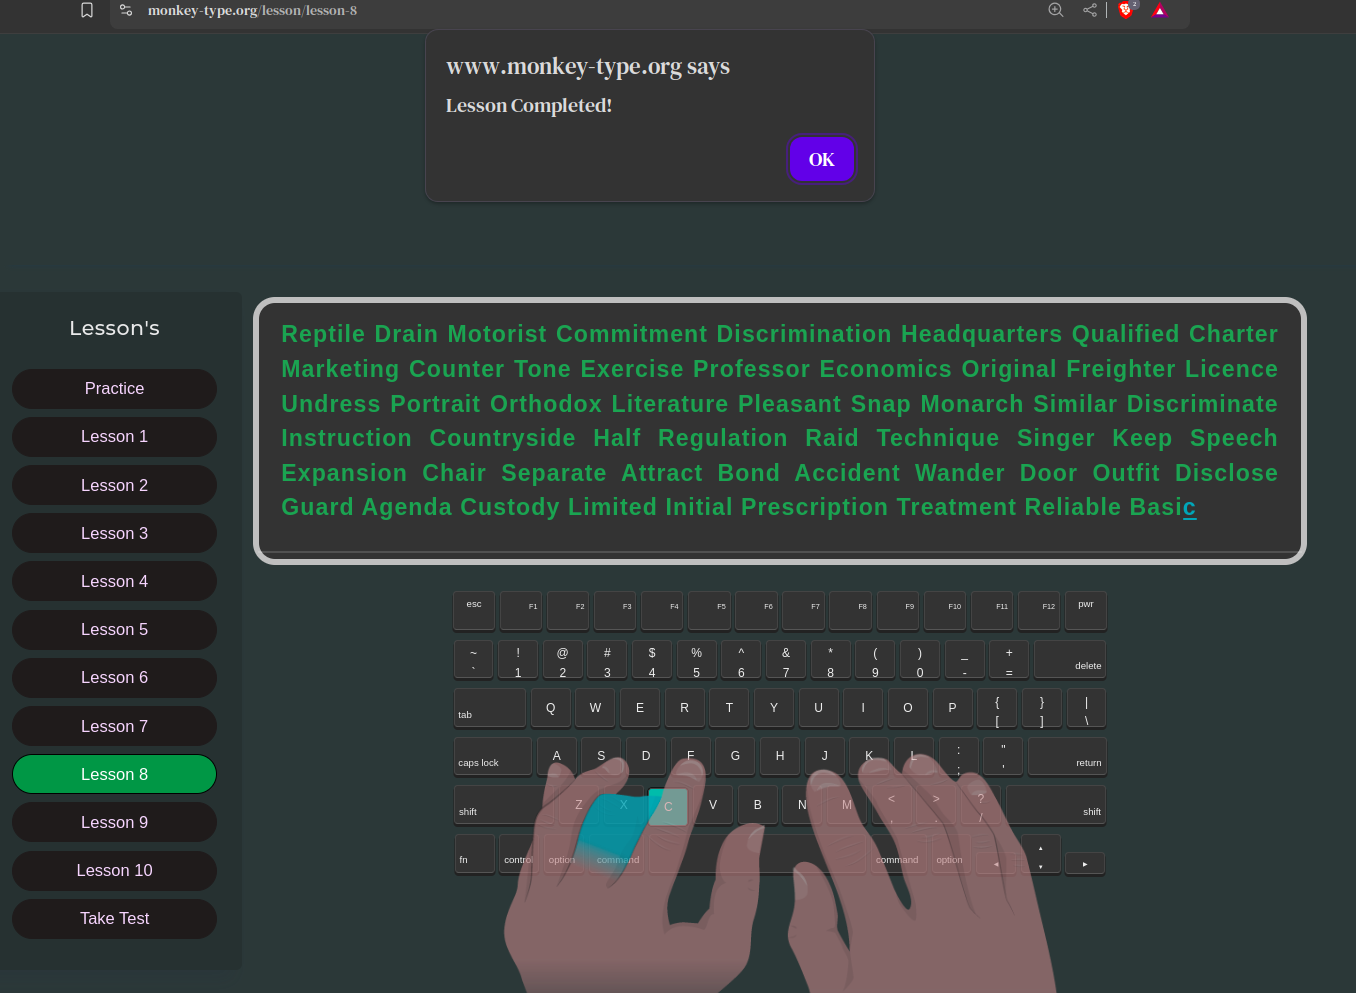 monkey-type.org/lesson/lesson-8
2
www.monkey-type.org says
Lesson Completed!
OK
Lesson's
Practice
Lesson 1
Lesson 2
Lesson 3
Lesson 4
Lesson 5
Lesson 6
Lesson 7
Lesson 8
Lesson 9
Lesson 10
Take Test
Reptile Drain Motorist Commitment Discrimination Headquarters Qualified Charter
Marketing Counter Tone Exercise Professor Economics Original Freighter Licence
Undress Portrait Orthodox Literature Pleasant Snap Monarch Similar Discriminate
Instruction Countryside Half Regulation Raid Technique Singer Keep Speech
Expansion Chair Separate Attract Bond Accident Wander Door Outfit Disclose
Guard Agenda Custody Limited Initial Prescription Treatment Reliable Basic
esc F1 F2 F3 F4 F5 F6 F7 F8 F9 F10 F11 F12 pwr
~ ! @ # $ % ^ & * ( ) _ +
` 1 2 3 4 5 6 7 8 9 0 - = delete
tab Q W E R T Y U I O P { } |
[ ] \
caps lock A S D F G H J K L : "
; ' return
shift Z X C V B N M < > ? shift
, . /
fn control option command command option ◂ ▴ ▾ ▸